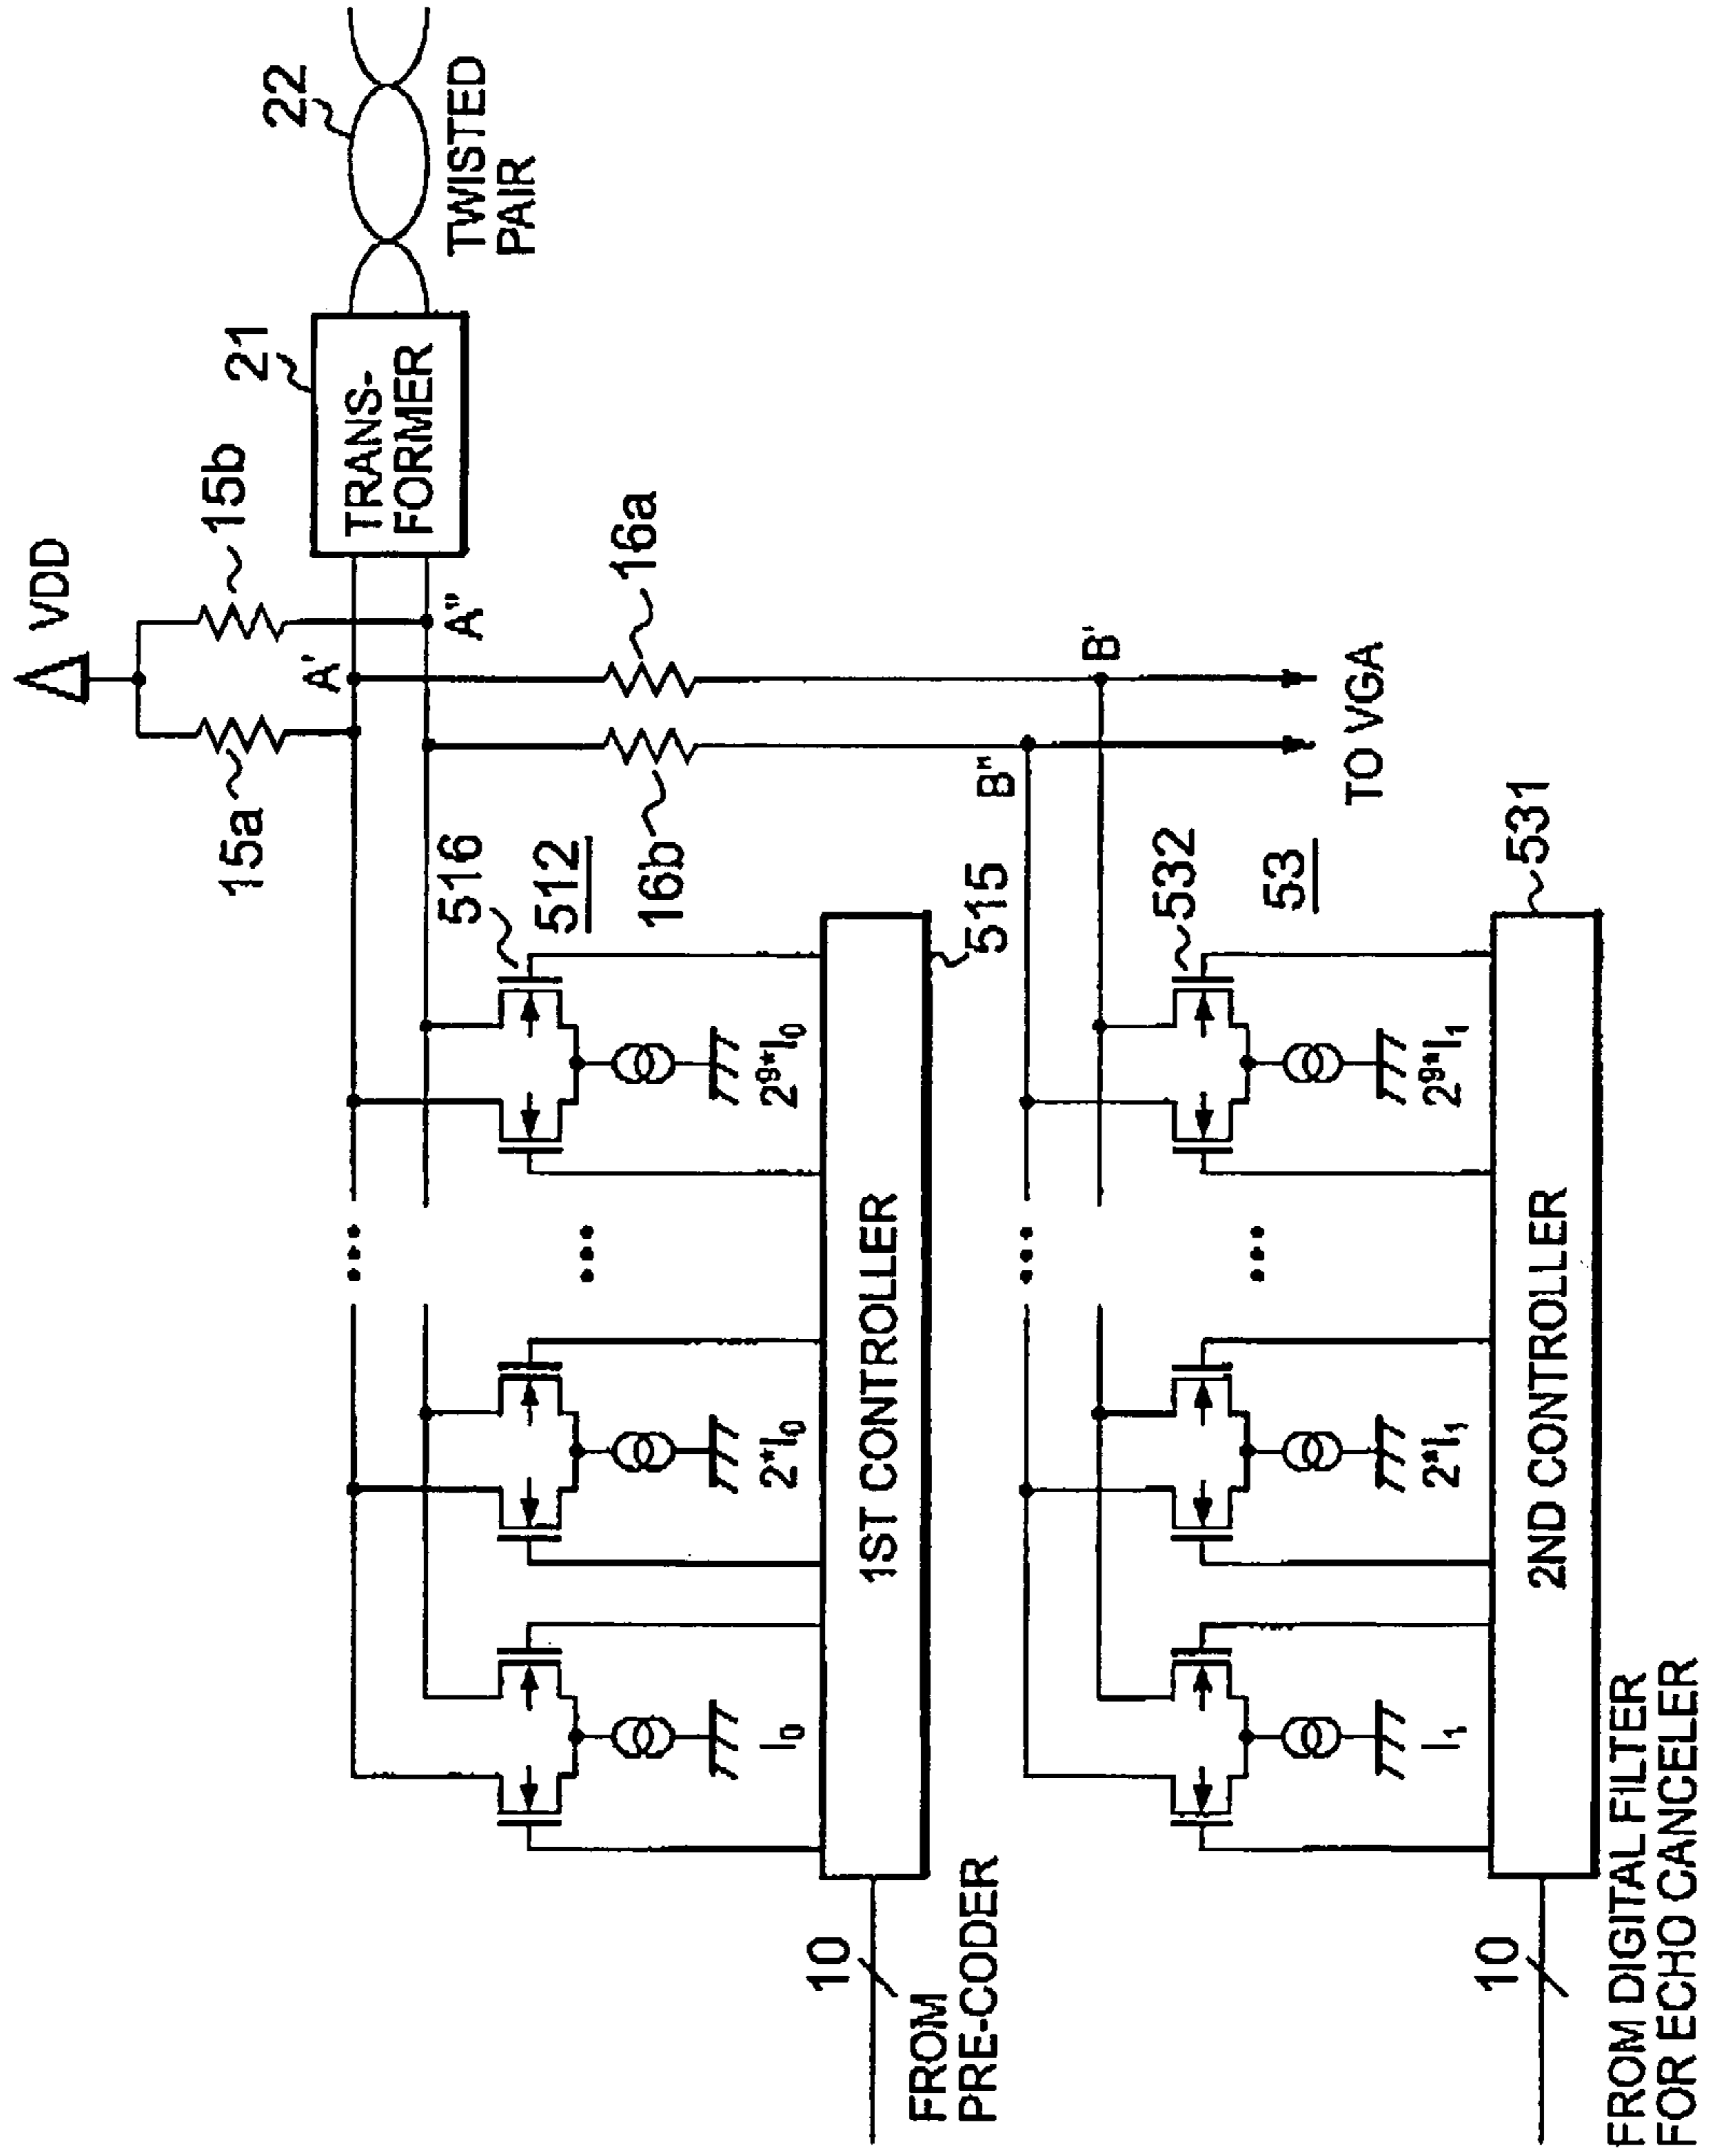 VDD
15a
15b
21
22
A'
A"
TRANS-
FORMER
TWISTED
PAIR
516
512
16b
16a
I₀
2*I₀
2⁹*I₀
10
FROM
PRE-CODER
1ST CONTROLLER
515
B"
B'
532
53
TO VGA
I₁
2*I₁
2⁹*I₁
10
2ND CONTROLLER
531
FROM DIGITAL FILTER
FOR ECHO CANCELER